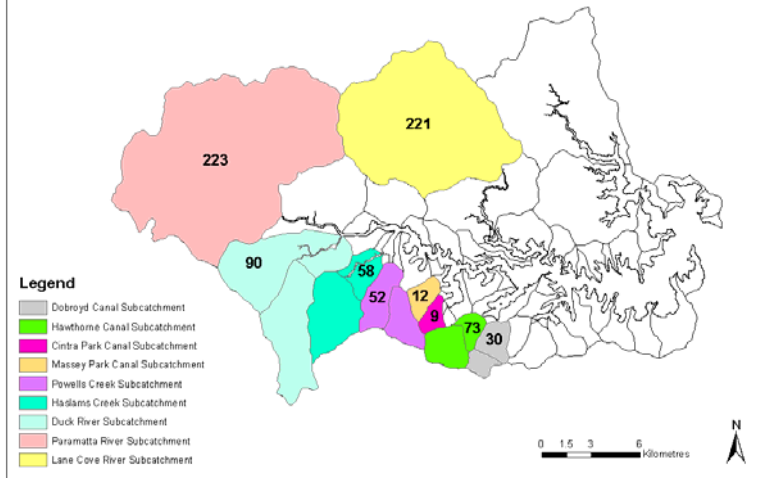 223
221
90
58
52
12
9
73
30
Legend
Dobroyd Canal Subcatchment
Hawthorne Canal Subcatchment
Cintra Park Canal Subcatchment
Massey Park Canal Subcatchment
Powells Creek Subcatchment
Haslams Creek Subcatchment
Duck River Subcatchment
Paramatta River Subcatchment
Lane Cove River Subcatchment
0 1.5 3 6
Kilometres
N